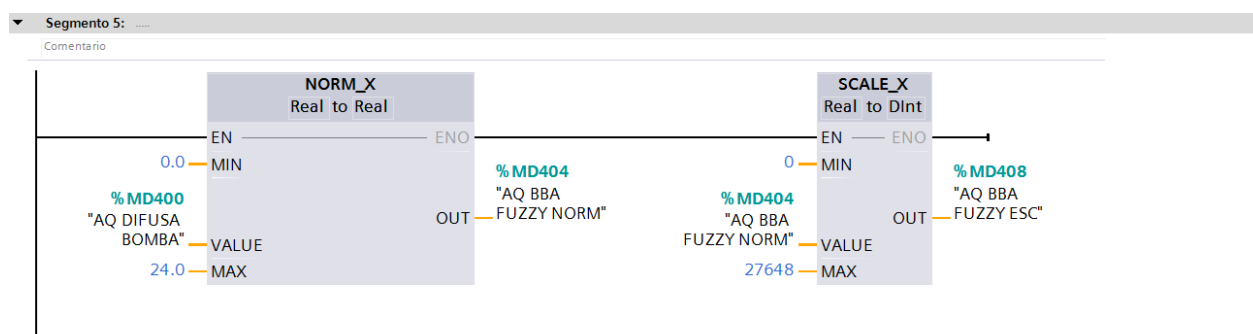 Segmento 5: .....
Comentario
NORM_X
Real to Real
EN
ENO
0.0
MIN
%MD400
"AQ DIFUSA
BOMBA"
VALUE
24.0
MAX
OUT
%MD404
"AQ BBA
FUZZY NORM"
SCALE_X
Real to DInt
EN
ENO
0
MIN
%MD404
"AQ BBA
FUZZY NORM"
VALUE
27648
MAX
OUT
%MD408
"AQ BBA
FUZZY ESC"